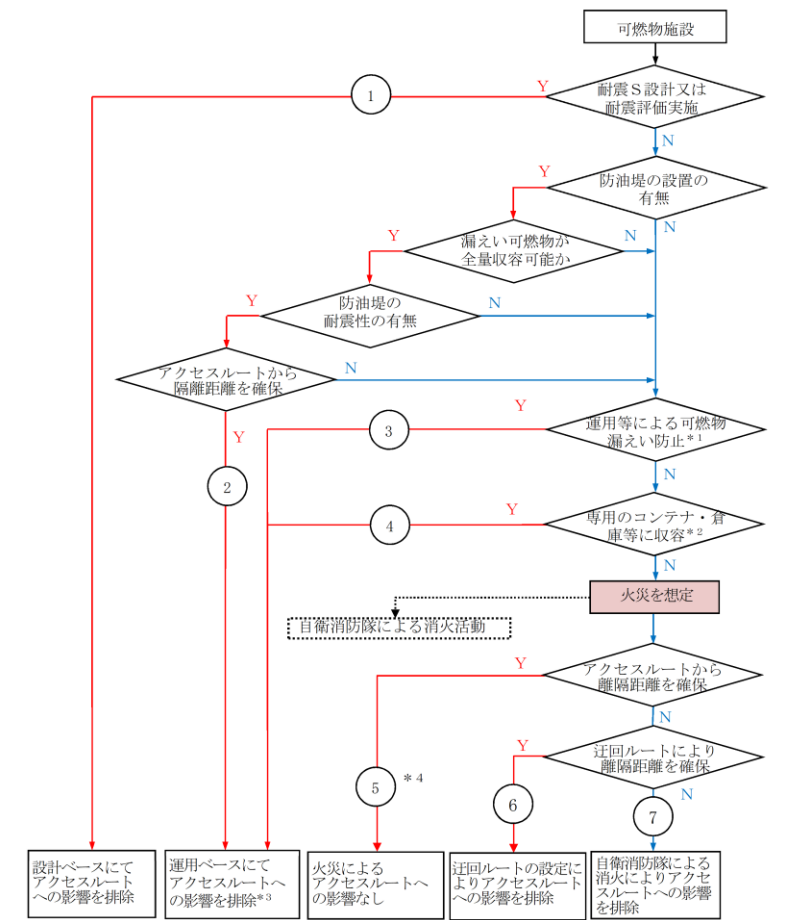 可燃物施設
Y
1
耐震S設計又は
耐震評価実施
N
Y
防油堤の設置の
有無
N
Y
漏えい可燃物が
全量収容可能か
N
Y
防油堤の
耐震性の有無
N
Y
アクセスルートから
隔離距離を確保
N
Y
2
Y
3
運用等による可燃物
漏えい防止*1
N
Y
4
専用のコンテナ・倉
庫等に収容*2
N
火災を想定
自衛消防隊による消火活動
Y
アクセスルートから
離隔距離を確保
N
Y
迂回ルートにより
離隔距離を確保
N
5
*4
6
7
設計ベースにて
アクセスルート
への影響を排除
運用ベースにて
アクセスルートへ
の影響を排除*3
火災による
アクセスルートへ
の影響なし
迂回ルートの設定に
よりアクセスルート
への影響を排除
自衛消防隊による
消火によりアクセ
スルートへの影響
を排除